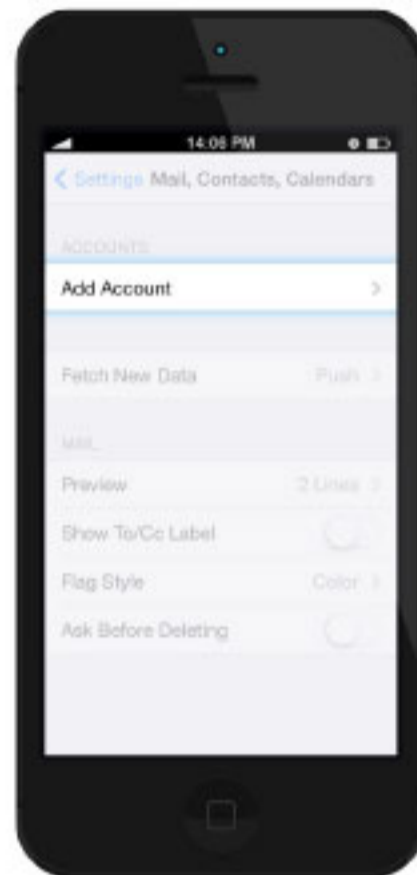 14:06 PM
Settings Mail, Contacts, Calendars
ACCOUNTS
Add Account
Fetch New Data Push
MAIL
Preview 2 Lines
Show To/Cc Label
Flag Style Color
Ask Before Deleting